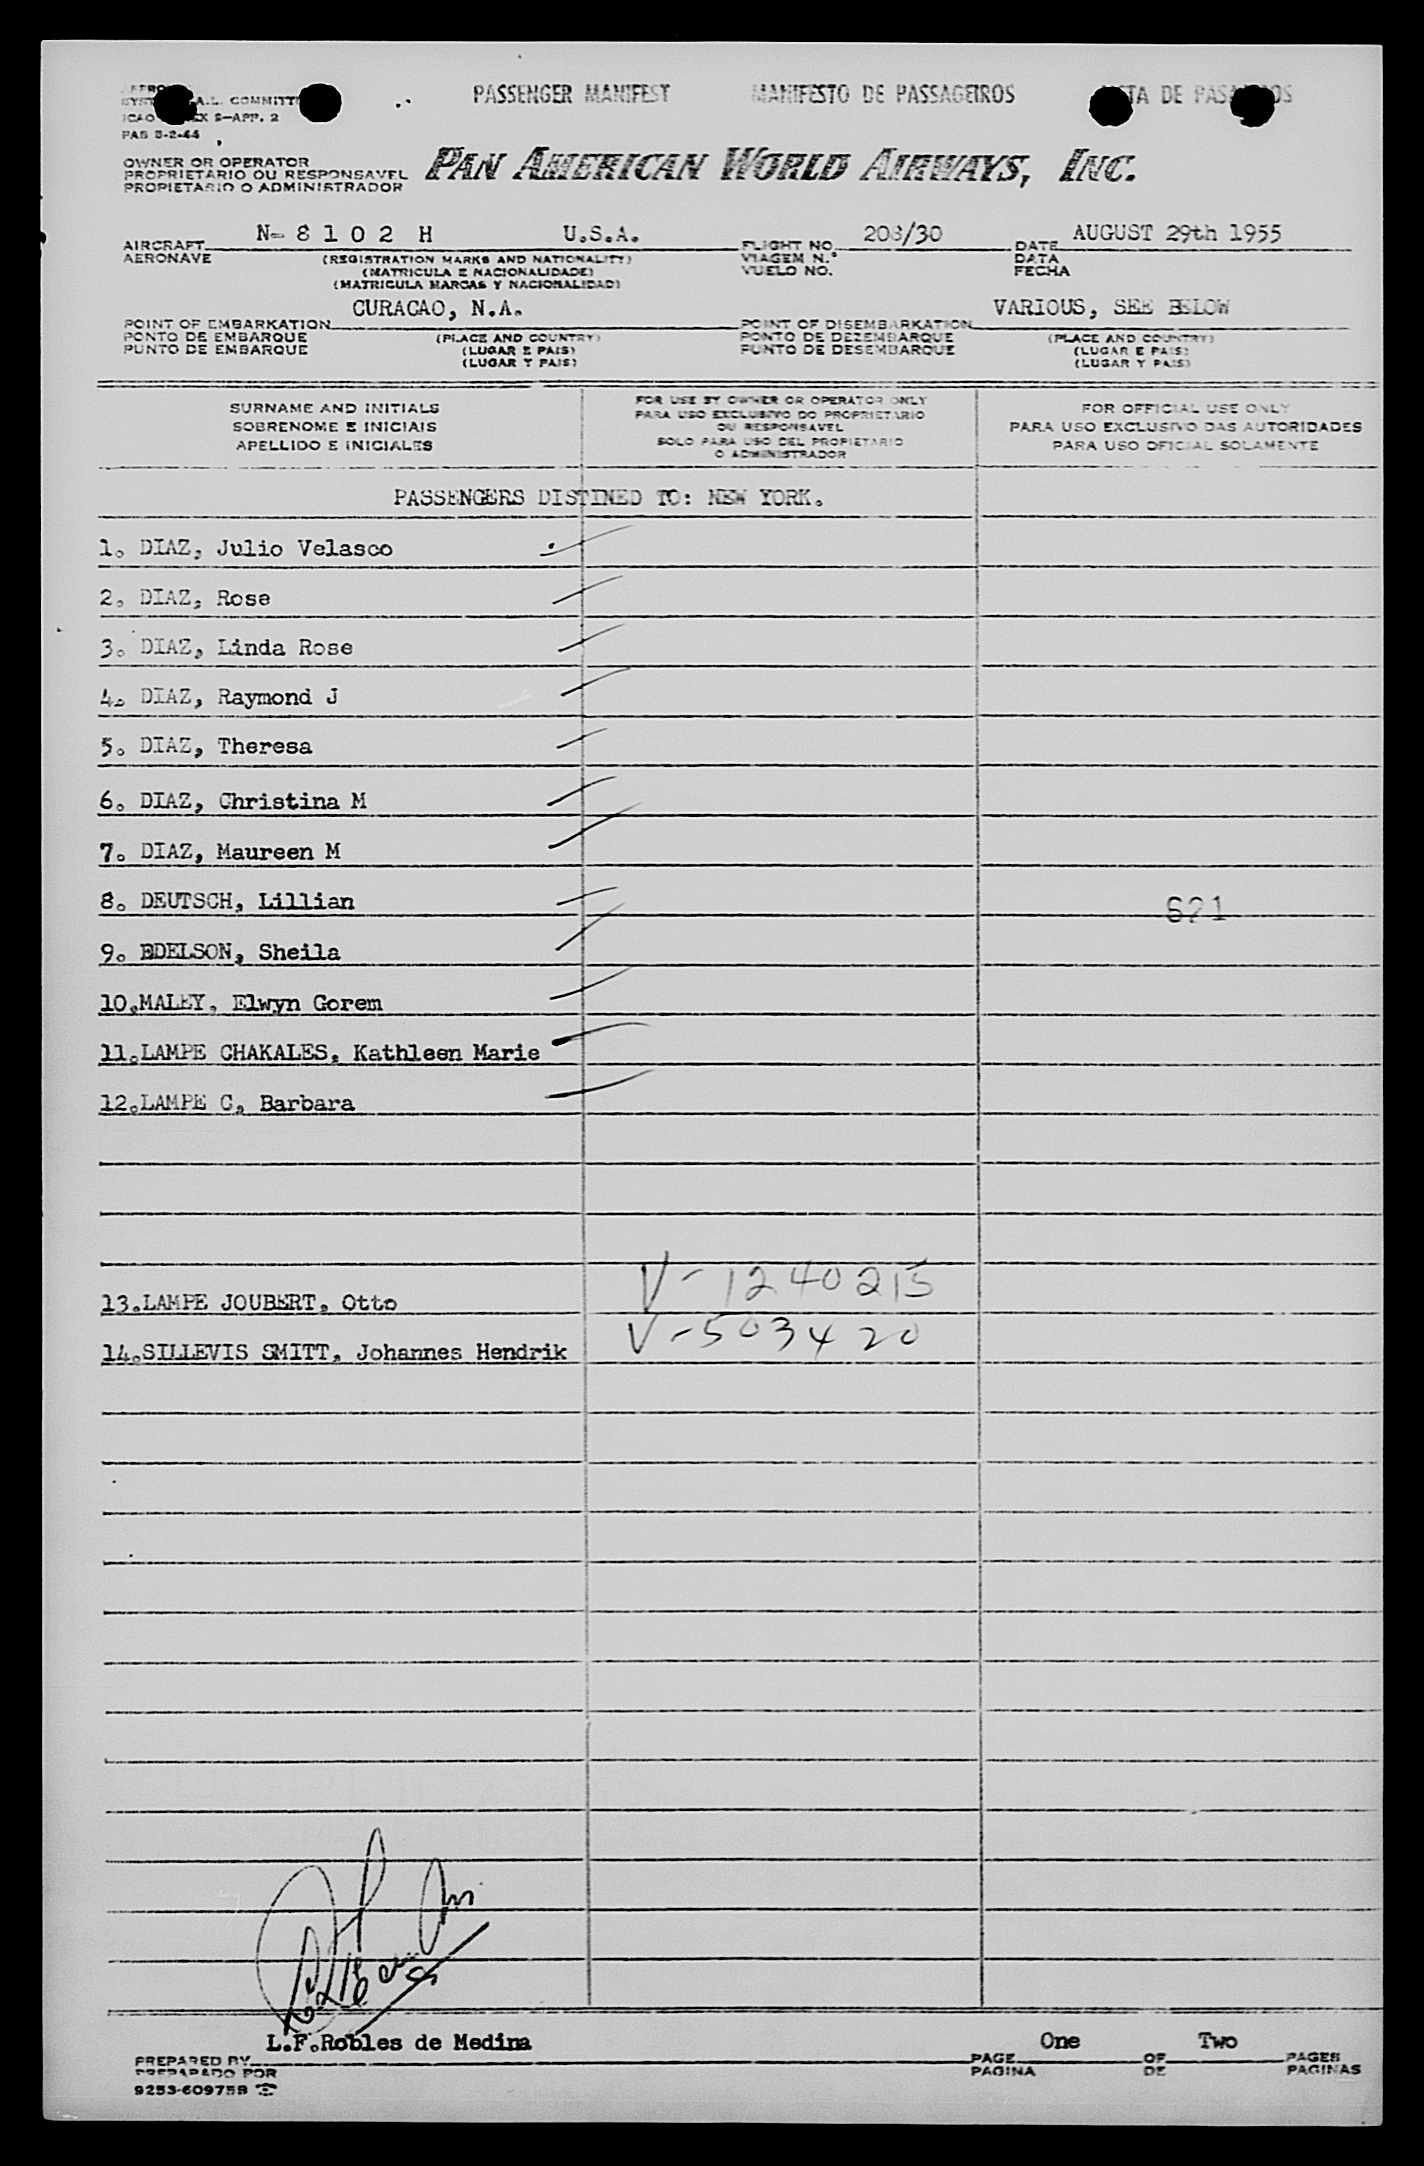 PASSENGER MANIFEST MANIFESTO DE PASSAGEIROS DE
A.L. COMMITT
ICAO EX 9—APP. 2
OWNER OR OPERATOR
PROPRIETARIO OU RESPONSAVEL
PROPIETARIO O ADMINISTRADOR
PAN AMERICAN WORLD AIRWAYS, INC.
AIRCRAFT N- 8 1 0 2 H U.S.A. FLIGHT NO. 203/30 DATE AUGUST 29th 1955
AERONAVE (REGISTRATION MARKS AND NATIONALITY) VIAGEM N.° DATA
(MATRICULA E NACIONALIDADE) VUELO NO. FECHA
(MATRICULA MARCAS Y NACIONALIDAD)
POINT OF EMBARKATION CURACAO, N.A. POINT OF DISEMBARKATION VARIOUS, SEE BELOW
PONTO DE EMBARQUE (PLACE AND COUNTRY) PONTO DE DEZEMBARQUE (PLACE AND COUNTRY)
PUNTO DE EMBARQUE (LUGAR E PAIS) PUNTO DE DESEMBARQUE (LUGAR E PAIS)
(LUGAR Y PAIS) (LUGAR Y PAIS)
SURNAME AND INITIALS
SOBRENOME E INICIAIS
APELLIDO E INICIALES
FOR USE BY OWNER OR OPERATOR ONLY
PARA USO EXCLUSIVO DO PROPRIETARIO
OU RESPONSAVEL
SOLO PARA USO DEL PROPIETARIO
O ADMINISTRADOR
FOR OFFICIAL USE ONLY
PARA USO EXCLUSIVO DAS AUTORIDADES
PARA USO OFICIAL SOLAMENTE
PASSENGERS DISTINED TO: NEW YORK.
1. DIAZ, Julio Velasco
2. DIAZ, Rose
3. DIAZ, Linda Rose
4. DIAZ, Raymond J
5. DIAZ, Theresa
6. DIAZ, Christina M
7. DIAZ, Maureen M
8. DEUTSCH, Lillian 621
9. EDELSON, Sheila
10.MALEY, Elwyn Gorem
11.LAMPE CHAKALES, Kathleen Marie
12.LAMPE C, Barbara
13.LAMPE JOUBERT, Otto V-1240215
14.SILLEVIS SMITT, Johannes Hendrik V-503420
L.F.Robles de Medina One Two
PREPARED BY PAGE OF PAGES
PREPARADO POR PAGINA DE PAGINAS
9253-609758